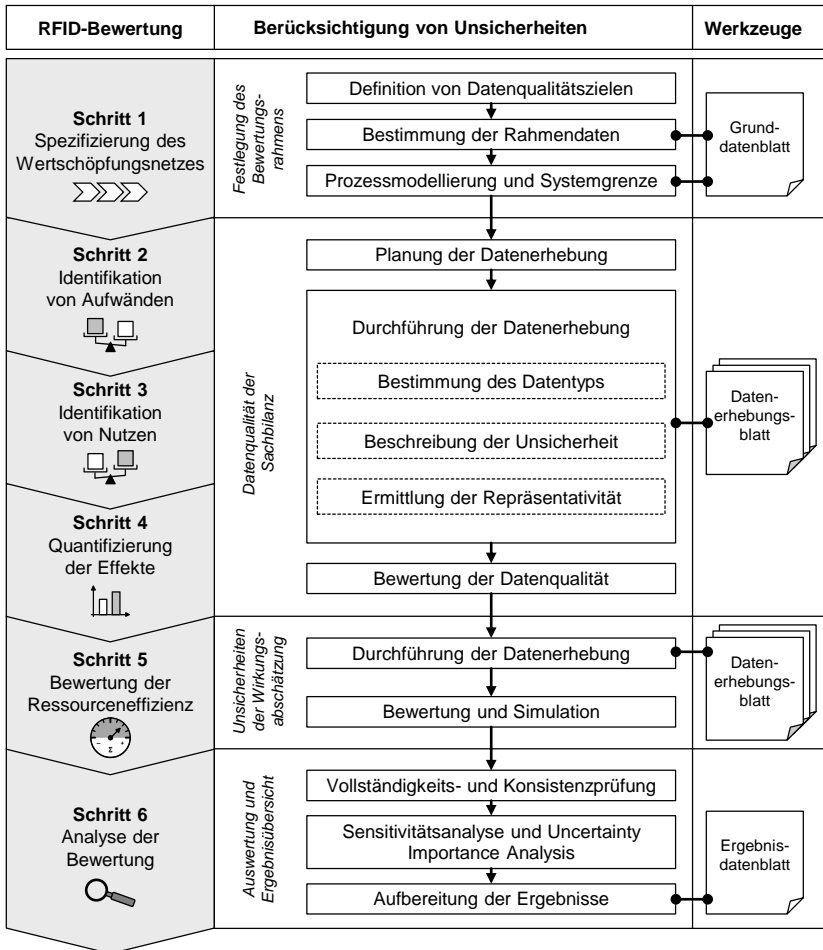 RFID-Bewertung
Berücksichtigung von Unsicherheiten
Werkzeuge
Schritt 1
Spezifizierung des
Wertschöpfungsnetzes
Festlegung des
Bewertungs-
rahmens
Definition von Datenqualitätszielen
Bestimmung der Rahmendaten
Prozessmodellierung und Systemgrenze
Grund-
datenblatt
Schritt 2
Identifikation
von Aufwänden
Schritt 3
Identifikation
von Nutzen
Schritt 4
Quantifizierung
der Effekte
Datenqualität der
Sachbilanz
Planung der Datenerhebung
Durchführung der Datenerhebung
Bestimmung des Datentyps
Beschreibung der Unsicherheit
Ermittlung der Repräsentativität
Bewertung der Datenqualität
Daten-
erhebungs-
blatt
Schritt 5
Bewertung der
Ressourceneffizienz
- +
Σ
Unsicherheiten
der Wirkungs-
abschätzung
Durchführung der Datenerhebung
Bewertung und Simulation
Daten-
erhebungs-
blatt
Schritt 6
Analyse der
Bewertung
Auswertung und
Ergebnisübersicht
Vollständigkeits- und Konsistenzprüfung
Sensitivitätsanalyse und Uncertainty
Importance Analysis
Aufbereitung der Ergebnisse
Ergebnis-
datenblatt